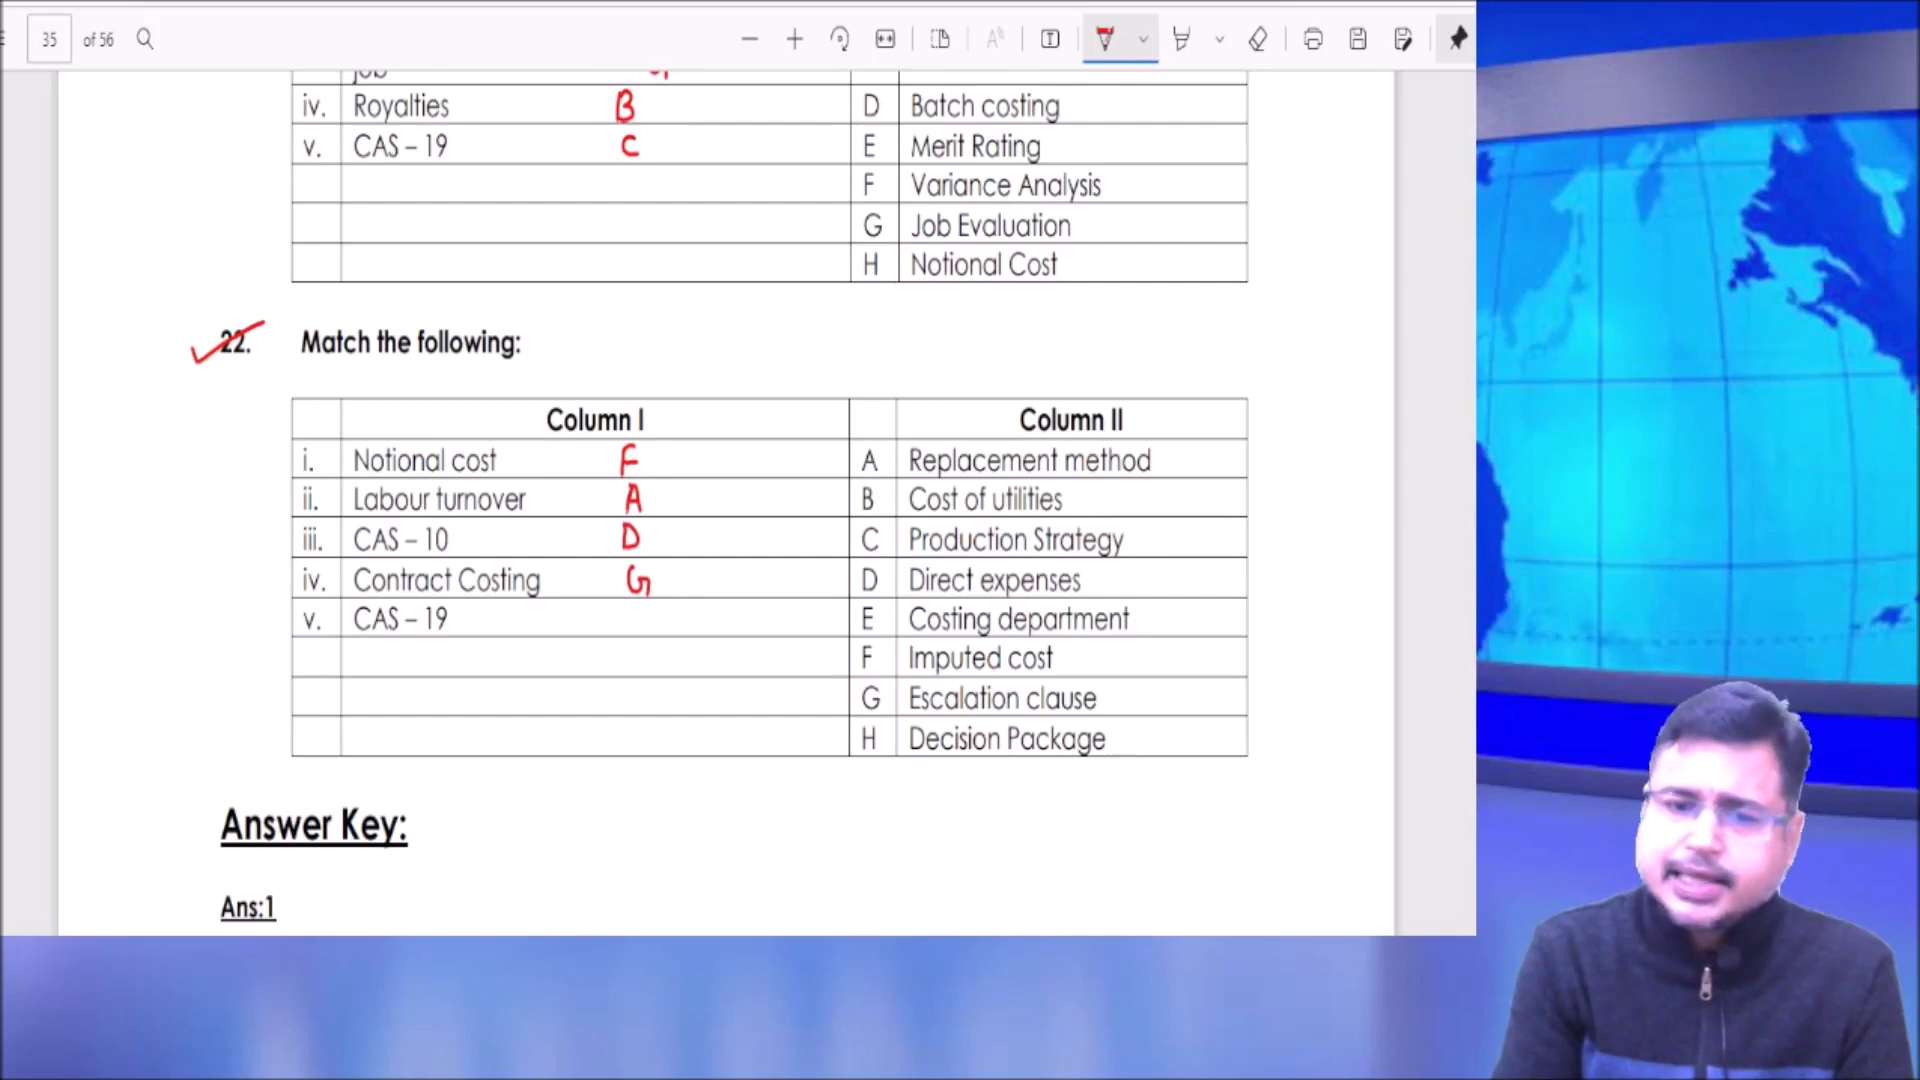 35 of 56
job G
iv. Royalties B D Batch costing
v. CAS – 19 C E Merit Rating
F Variance Analysis
G Job Evaluation
H Notional Cost
22. Match the following:
Column I Column II
i. Notional cost F A Replacement method
ii. Labour turnover A B Cost of utilities
iii. CAS – 10 D C Production Strategy
iv. Contract Costing G D Direct expenses
v. CAS – 19 E Costing department
F Imputed cost
G Escalation clause
H Decision Package
Answer Key:
Ans:1